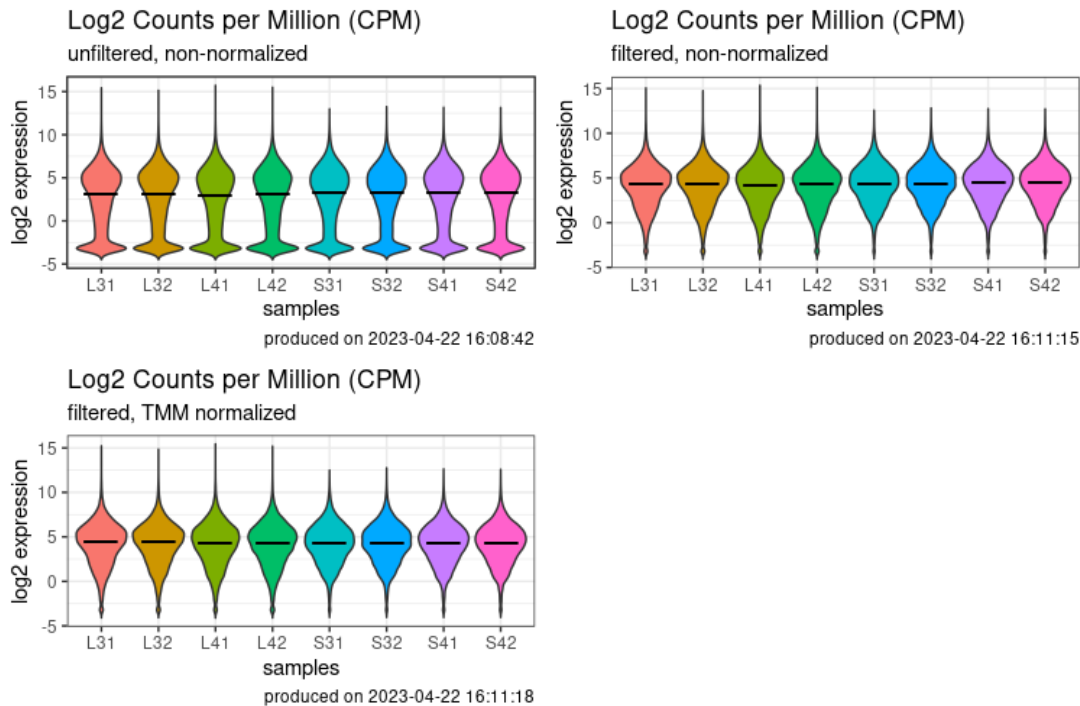 Log2 Counts per Million (CPM)
unfiltered, non-normalized
log2 expression
15
10
5
0
-5
L31 L32 L41 L42 S31 S32 S41 S42
samples
produced on 2023-04-22 16:08:42
Log2 Counts per Million (CPM)
filtered, non-normalized
log2 expression
15
10
5
0
-5
L31 L32 L41 L42 S31 S32 S41 S42
samples
produced on 2023-04-22 16:11:15
Log2 Counts per Million (CPM)
filtered, TMM normalized
log2 expression
15
10
5
0
-5
L31 L32 L41 L42 S31 S32 S41 S42
samples
produced on 2023-04-22 16:11:18